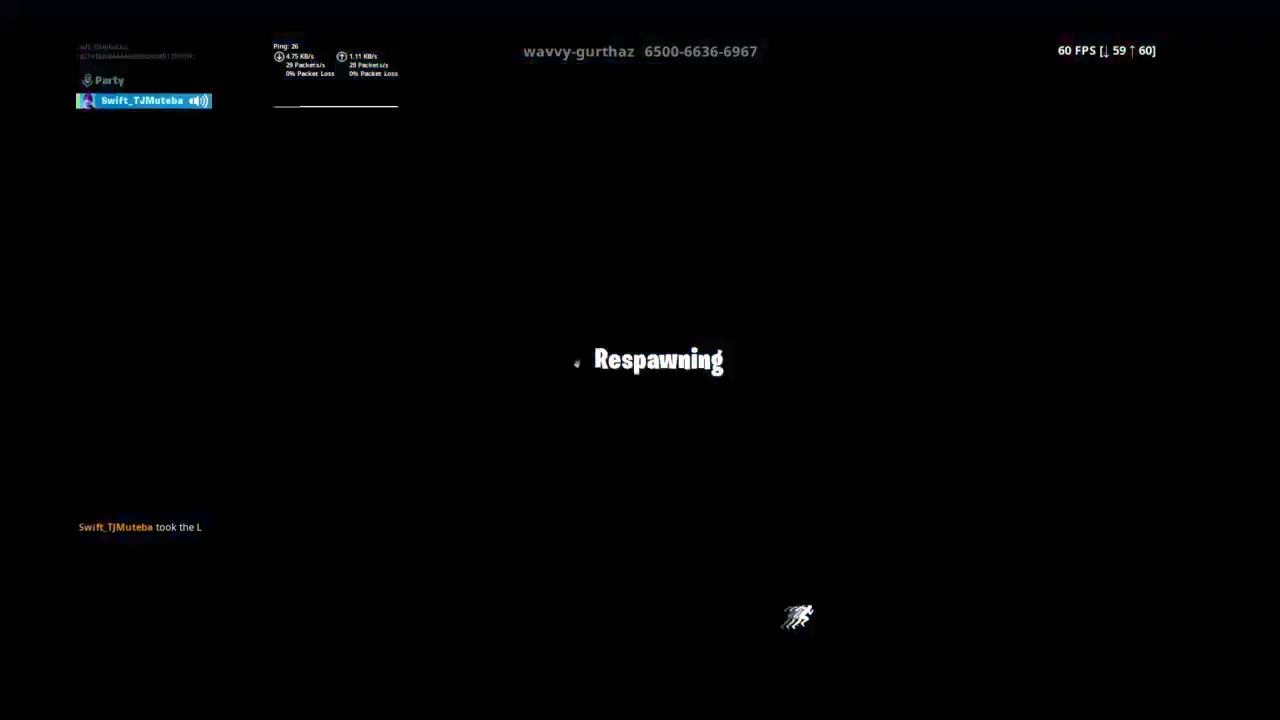 Ping: 26
4.75 KB/s 1.11 KB/s
29 Packets/s 29 Packets/s
0% Packet Loss 0% Packet Loss
wavvy-gurthaz 6500-6636-6967
60 FPS [↓ 59 ↑ 60]
Party
Swift_TJMuteba
Respawning
Swift_TJMuteba took the L